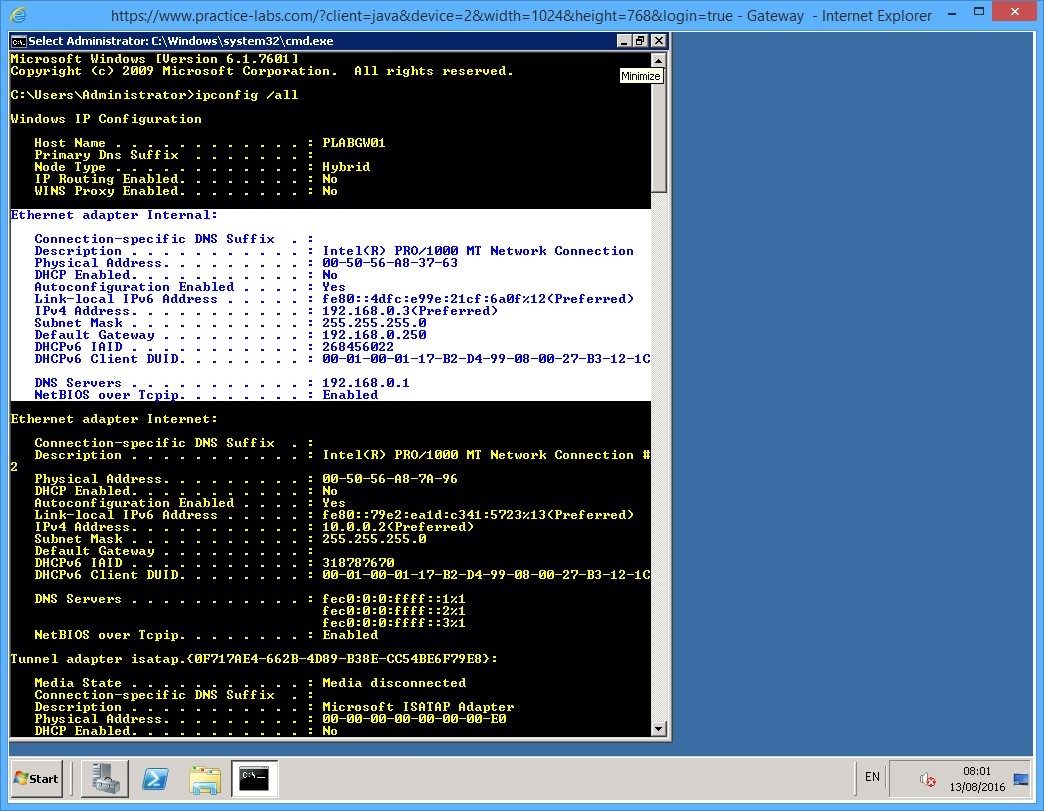 https://www.practice-labs.com/?client=java&device=2&width=1024&height=768&login=true - Gateway - Internet Explorer
Select Administrator: C:\Windows\system32\cmd.exe
Minimize
Microsoft Windows [Version 6.1.7601]
Copyright (c) 2009 Microsoft Corporation.  All rights reserved.
C:\Users\Administrator>ipconfig /all
Windows IP Configuration
Host Name . . . . . . . . . . . . : PLABGW01
Primary Dns Suffix  . . . . . . . :
Node Type . . . . . . . . . . . . : Hybrid
IP Routing Enabled. . . . . . . . : No
WINS Proxy Enabled. . . . . . . . : No
Ethernet adapter Internal:
Connection-specific DNS Suffix  . :
Description . . . . . . . . . . . : Intel(R) PRO/1000 MT Network Connection
Physical Address. . . . . . . . . : 00-50-56-A8-37-63
DHCP Enabled. . . . . . . . . . . : No
Autoconfiguration Enabled . . . . : Yes
Link-local IPv6 Address . . . . . : fe80::4dfc:e99e:21cf:6a0f%12(Preferred)
IPv4 Address. . . . . . . . . . . : 192.168.0.3(Preferred)
Subnet Mask . . . . . . . . . . . : 255.255.255.0
Default Gateway . . . . . . . . . : 192.168.0.250
DHCPv6 IAID . . . . . . . . . . . : 268456022
DHCPv6 Client DUID. . . . . . . . : 00-01-00-01-17-B2-D4-99-08-00-27-B3-12-1C
DNS Servers . . . . . . . . . . . : 192.168.0.1
NetBIOS over Tcpip. . . . . . . . : Enabled
Ethernet adapter Internet:
Connection-specific DNS Suffix  . :
Description . . . . . . . . . . . : Intel(R) PRO/1000 MT Network Connection #
2
Physical Address. . . . . . . . . : 00-50-56-A8-7A-96
DHCP Enabled. . . . . . . . . . . : No
Autoconfiguration Enabled . . . . : Yes
Link-local IPv6 Address . . . . . : fe80::79e2:ea1d:c341:5723%13(Preferred)
IPv4 Address. . . . . . . . . . . : 10.0.0.2(Preferred)
Subnet Mask . . . . . . . . . . . : 255.255.255.0
Default Gateway . . . . . . . . . :
DHCPv6 IAID . . . . . . . . . . . : 318787670
DHCPv6 Client DUID. . . . . . . . : 00-01-00-01-17-B2-D4-99-08-00-27-B3-12-1C
DNS Servers . . . . . . . . . . . : fec0:0:0:ffff::1%1
fec0:0:0:ffff::2%1
fec0:0:0:ffff::3%1
NetBIOS over Tcpip. . . . . . . . : Enabled
Tunnel adapter isatap.{0F717AE4-662B-4D89-B38E-CC54BE6F79E8}:
Media State . . . . . . . . . . . : Media disconnected
Connection-specific DNS Suffix  . :
Description . . . . . . . . . . . : Microsoft ISATAP Adapter
Physical Address. . . . . . . . . : 00-00-00-00-00-00-00-E0
DHCP Enabled. . . . . . . . . . . : No
Start
EN
08:01
13/08/2016